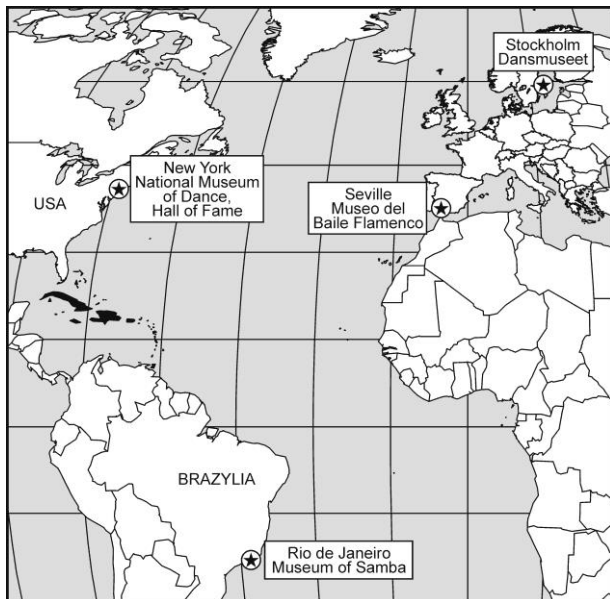 Stockholm
Dansmuseet
New York
National Museum
of Dance,
Hall of Fame
USA
Seville
Museo del
Baile Flamenco
BRAZYLIA
Rio de Janeiro
Museum of Samba